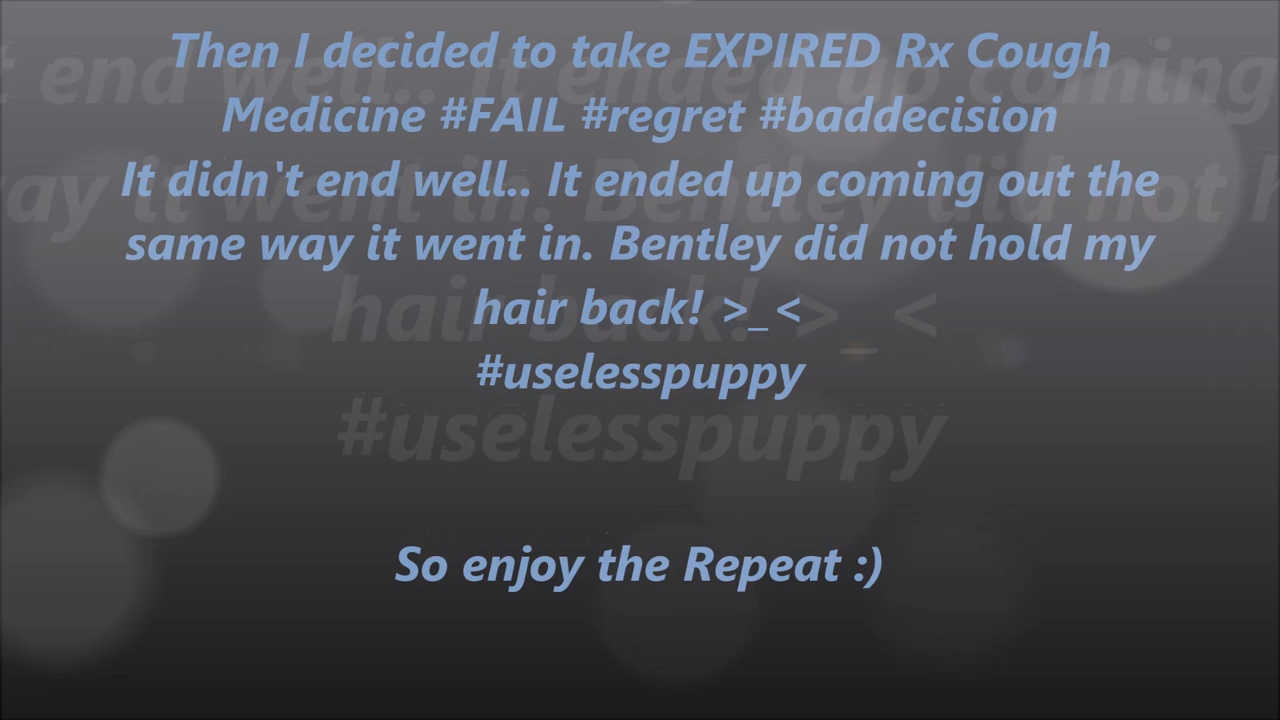 Then I decided to take EXPIRED Rx Cough
Medicine #FAIL #regret #baddecision
It didn't end well.. It ended up coming out the
same way it went in. Bentley did not hold my
hair back! >_<
#uselesspuppy
So enjoy the Repeat :)